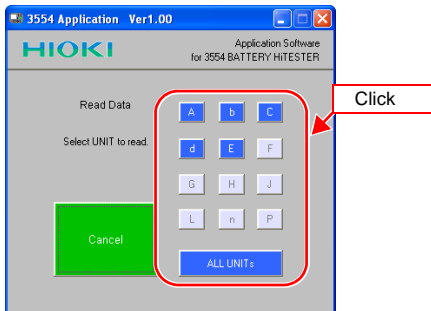 3554 Application Ver1.00
HIOKI
Application Software
for 3554 BATTERY HiTESTER
Click
Read Data
Select UNIT to read.
A b C
d E F
G H J
L n P
Cancel
ALL UNITs